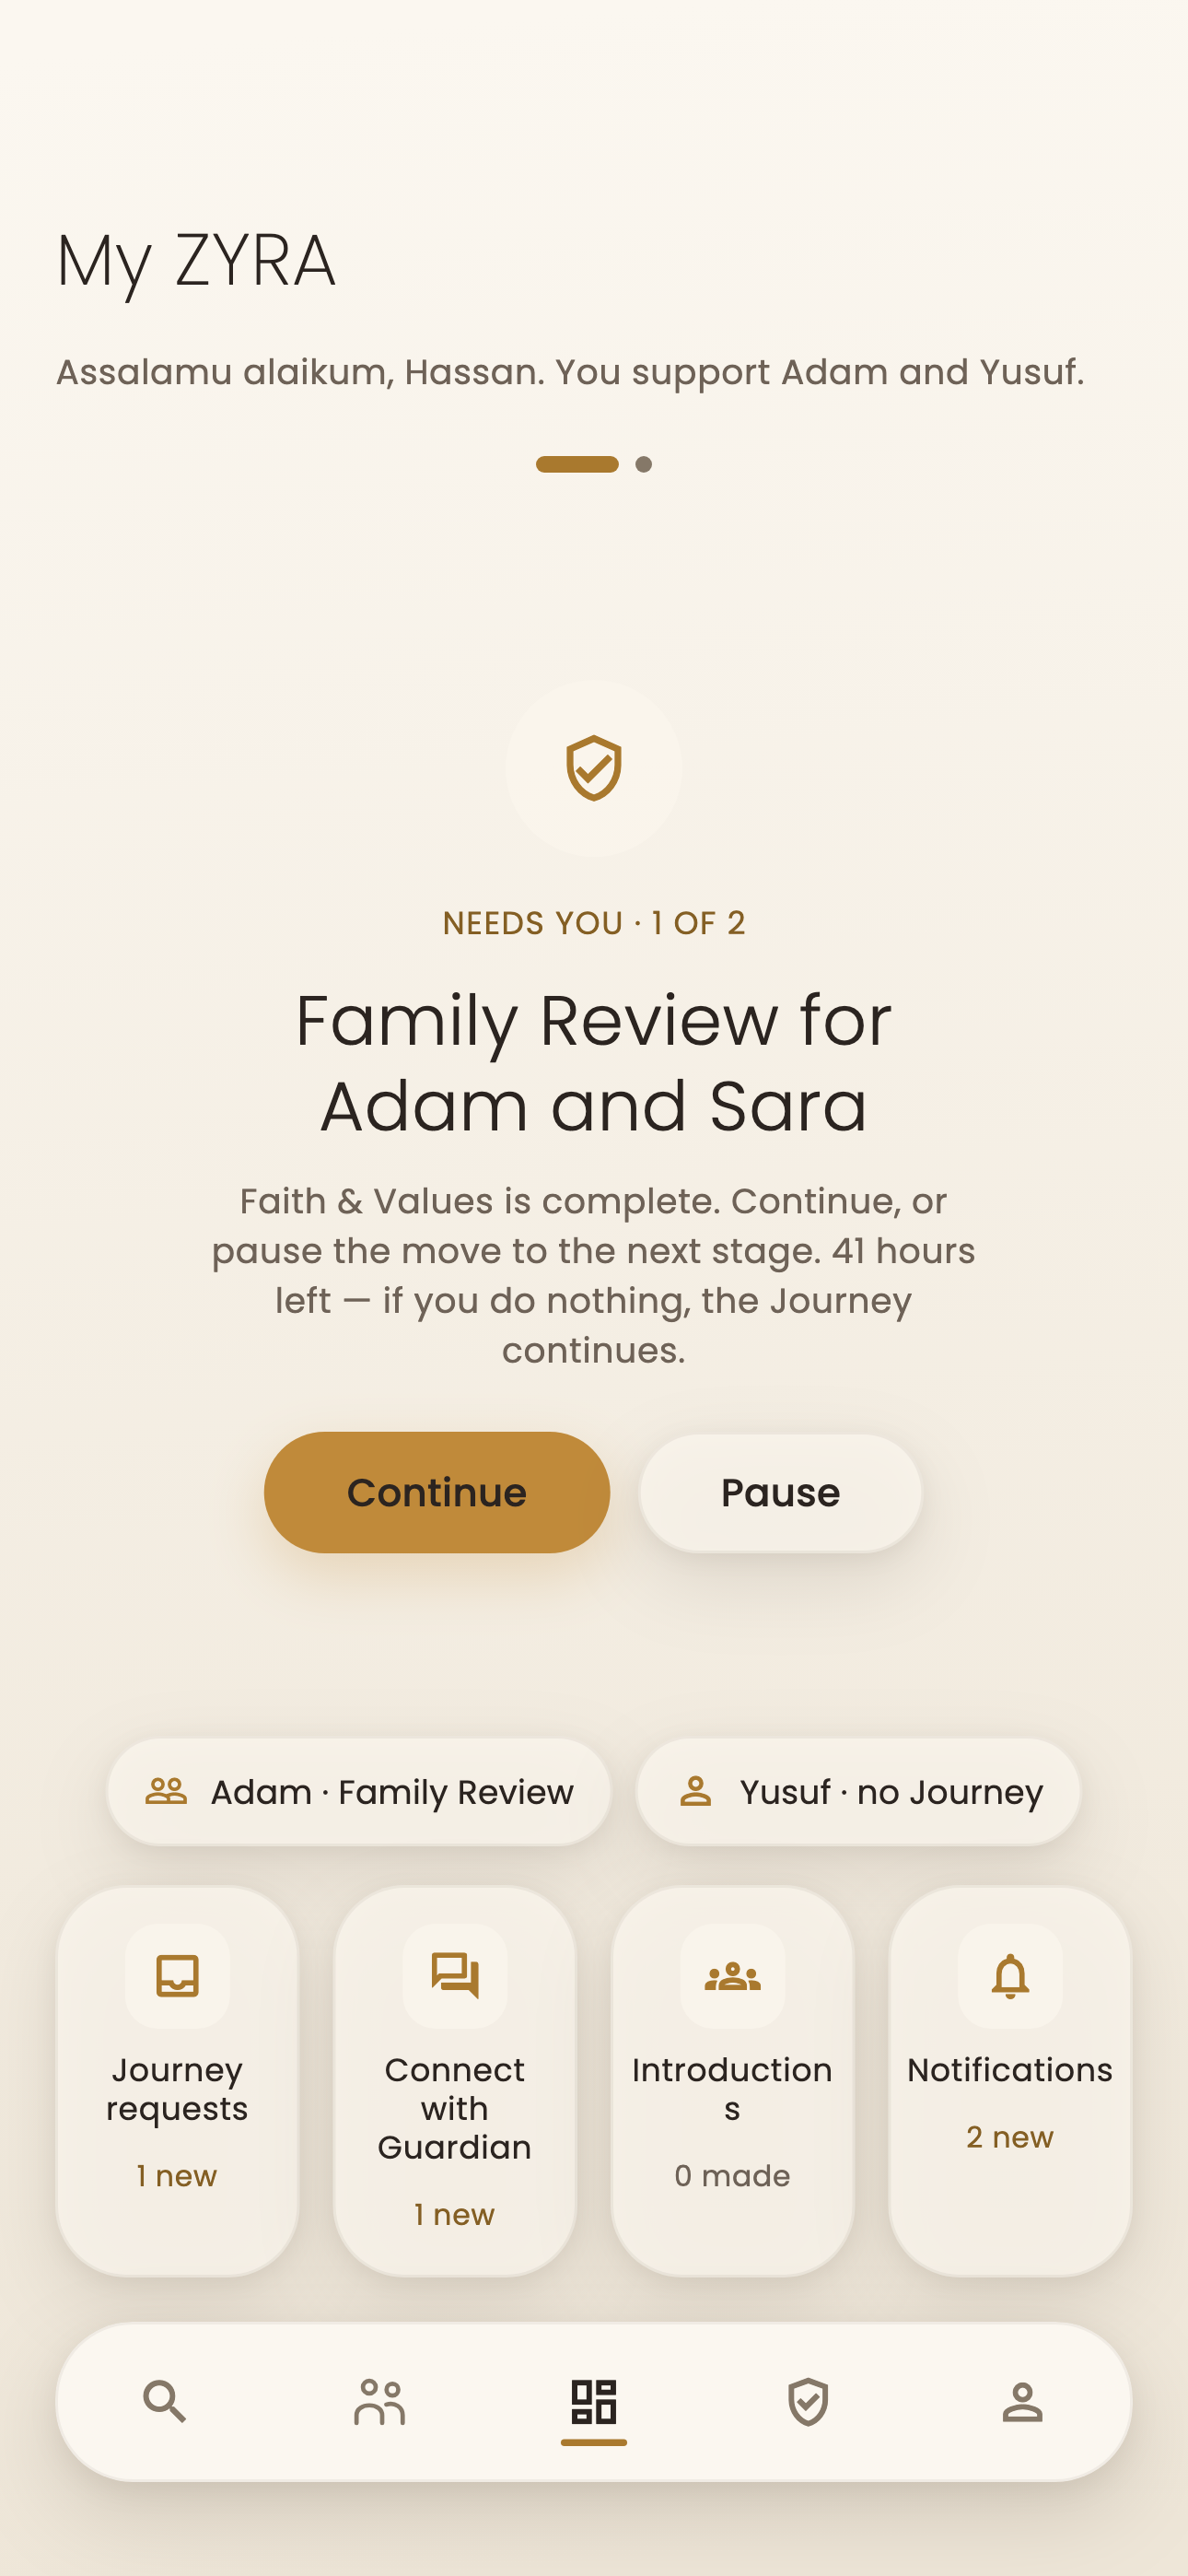 My ZYRA
Assalamu alaikum, Hassan. You support Adam and Yusuf.
NEEDS YOU · 1 OF 2
Family Review for
Adam and Sara
Faith & Values is complete. Continue, or
pause the move to the next stage. 41 hours
left — if you do nothing, the Journey
continues.
Continue
Pause
Adam · Family Review
Yusuf · no Journey
Journey
requests
1 new
Connect
with
Guardian
1 new
Introduction
s
0 made
Notifications
2 new